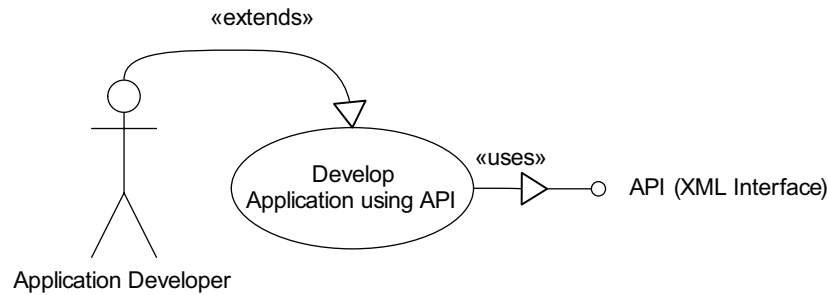 «extends»
Develop
Application using API
«uses»
API (XML Interface)
Application Developer